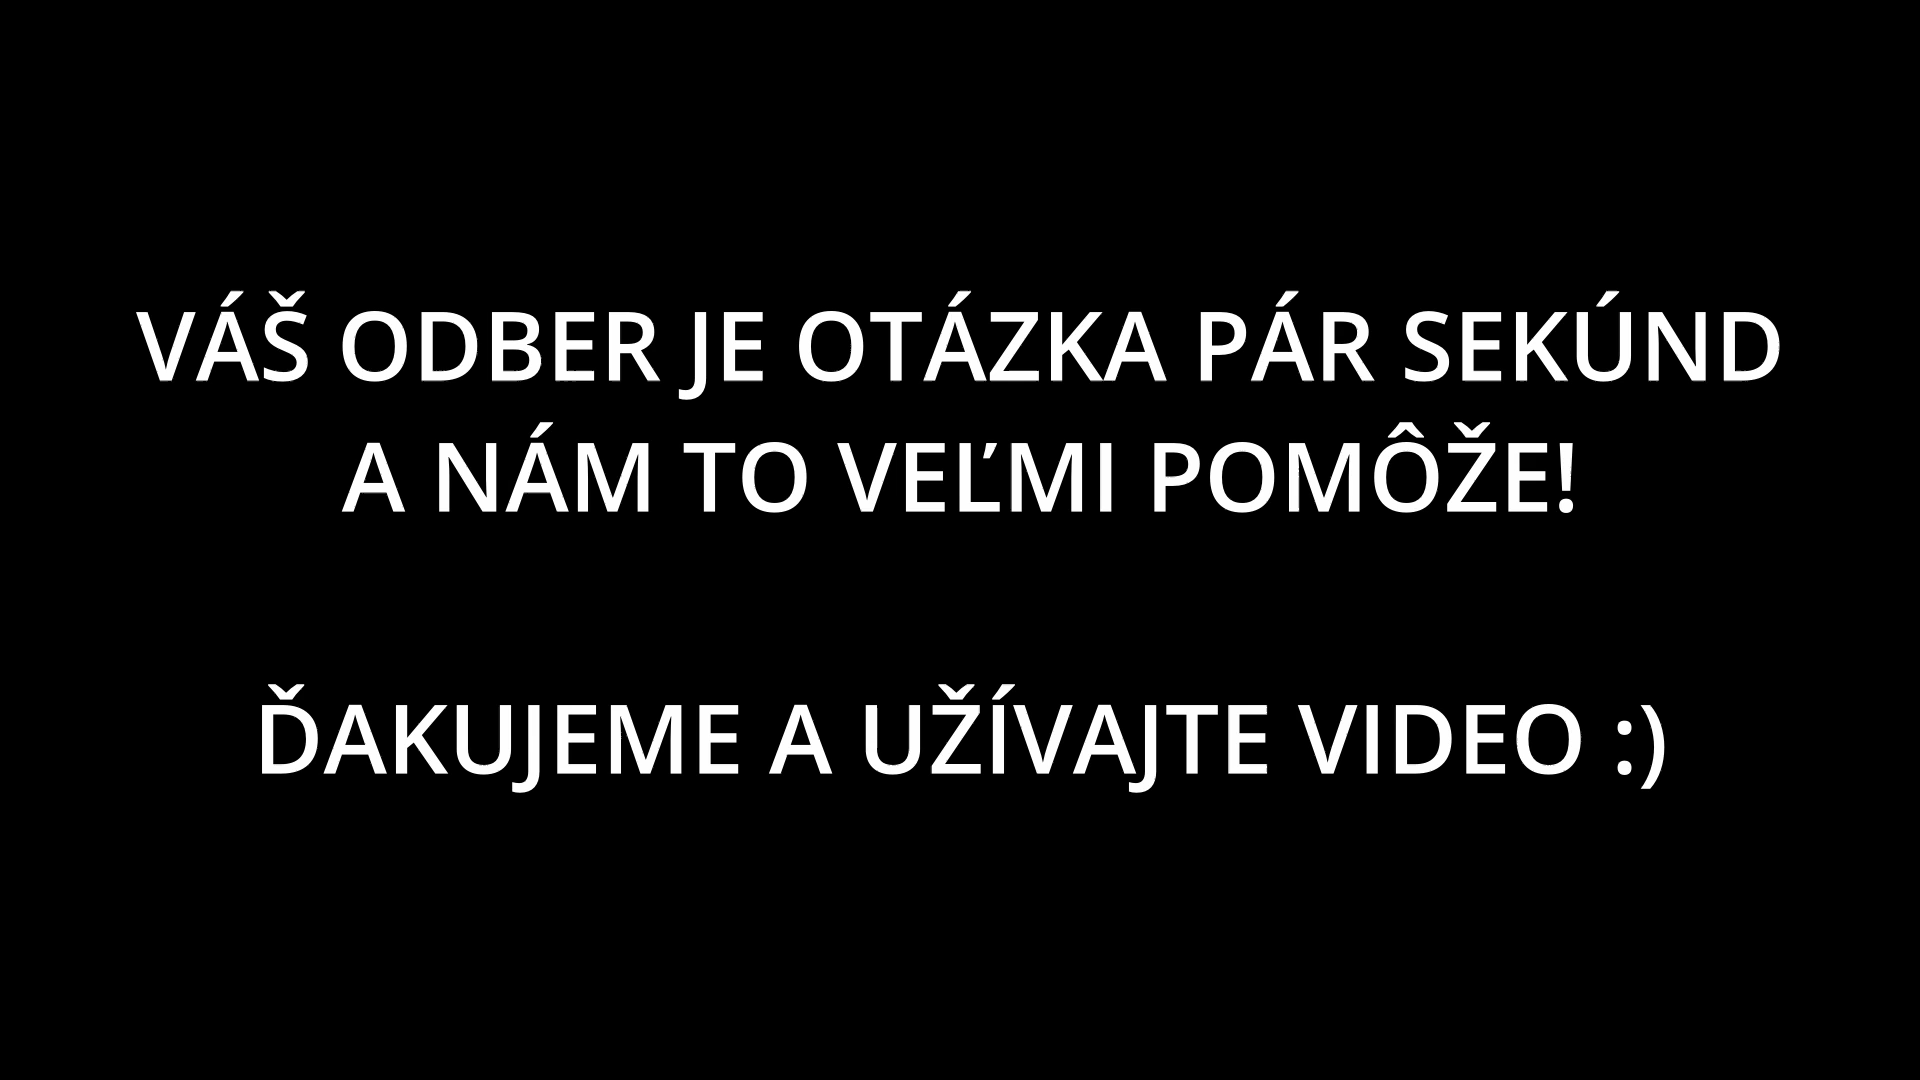 VÁŠ ODBER JE OTÁZKA PÁR SEKÚND
A NÁM TO VEĽMI POMÔŽE!
ĎAKUJEME A UŽÍVAJTE VIDEO :)